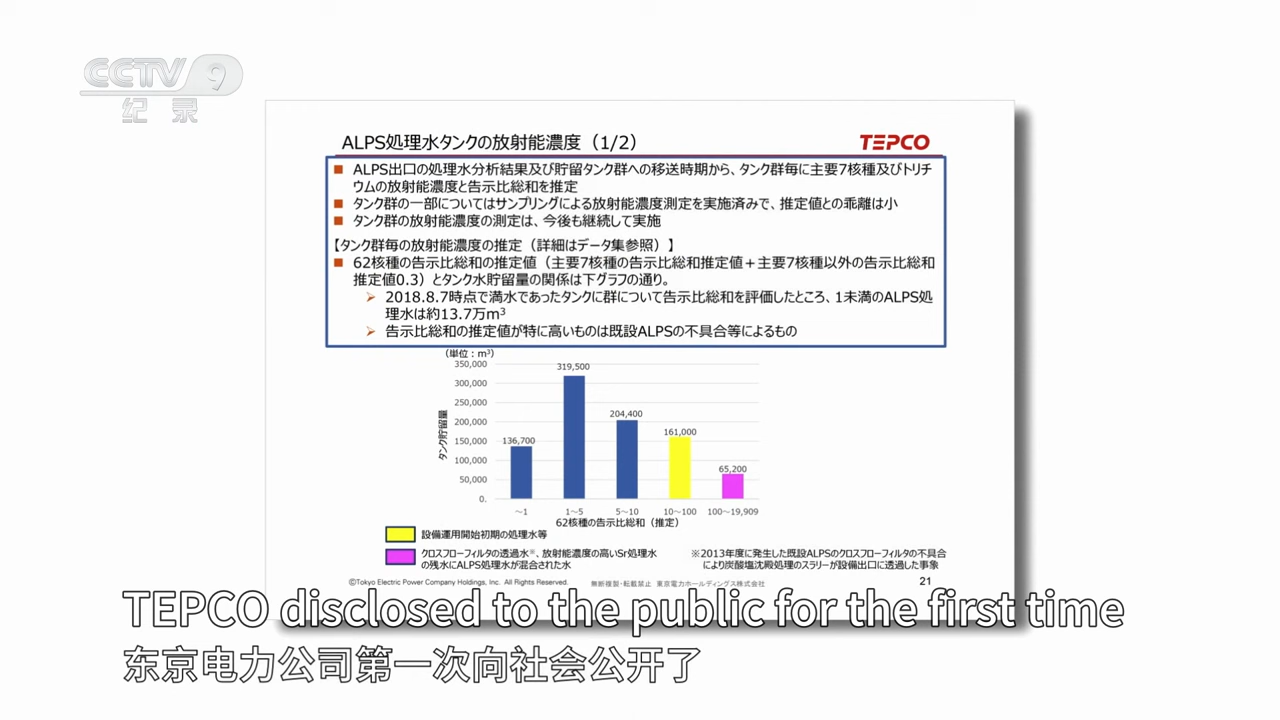 CCTV 9
纪 录
ALPS処理水タンクの放射能濃度（1/2）
TEPCO
■ ALPS出口の処理水分析結果及び貯留タンク群への移送時期から、タンク群毎に主要7核種及びトリチ
ウムの放射能濃度と告示比総和を推定
■ タンク群の一部についてはサンプリングによる放射能濃度測定を実施済みで、推定値との乖離は小
■ タンク群の放射能濃度の測定は、今後も継続して実施
【タンク群毎の放射能濃度の推定（詳細はデータ集参照）】
■ 62核種の告示比総和の推定値（主要7核種の告示比総和推定値＋主要7核種以外の告示比総和
推定値0.3）とタンク水貯留量の関係は下グラフの通り。
➢ 2018.8.7時点で満水であったタンクに群について告示比総和を評価したところ、1未満のALPS処
理水は約13.7万m³
➢ 告示比総和の推定値が特に高いものは既設ALPSの不具合等によるもの
（単位：m³）
350,000
300,000
250,000
200,000
150,000
100,000
50,000
0.
タンク貯留量
136,700
319,500
204,400
161,000
65,200
～1
1～5
5～10
10～100
100～19,909
62核種の告示比総和（推定）
設備運用開始初期の処理水等
クロスフローフィルタの透過水※、放射能濃度の高いSr処理水
の残水にALPS処理水が混合された水
※2013年度に発生した既設ALPSのクロスフローフィルタの不具合
により炭酸塩沈殿処理のスラリーが設備出口に透過した事象
©Tokyo Electric Power Company Holdings, Inc. All Rights Reserved.
無断複製・転載禁止 東京電力ホールディングス株式会社
21
TEPCO disclosed to the public for the first time
东京电力公司第一次向社会公开了